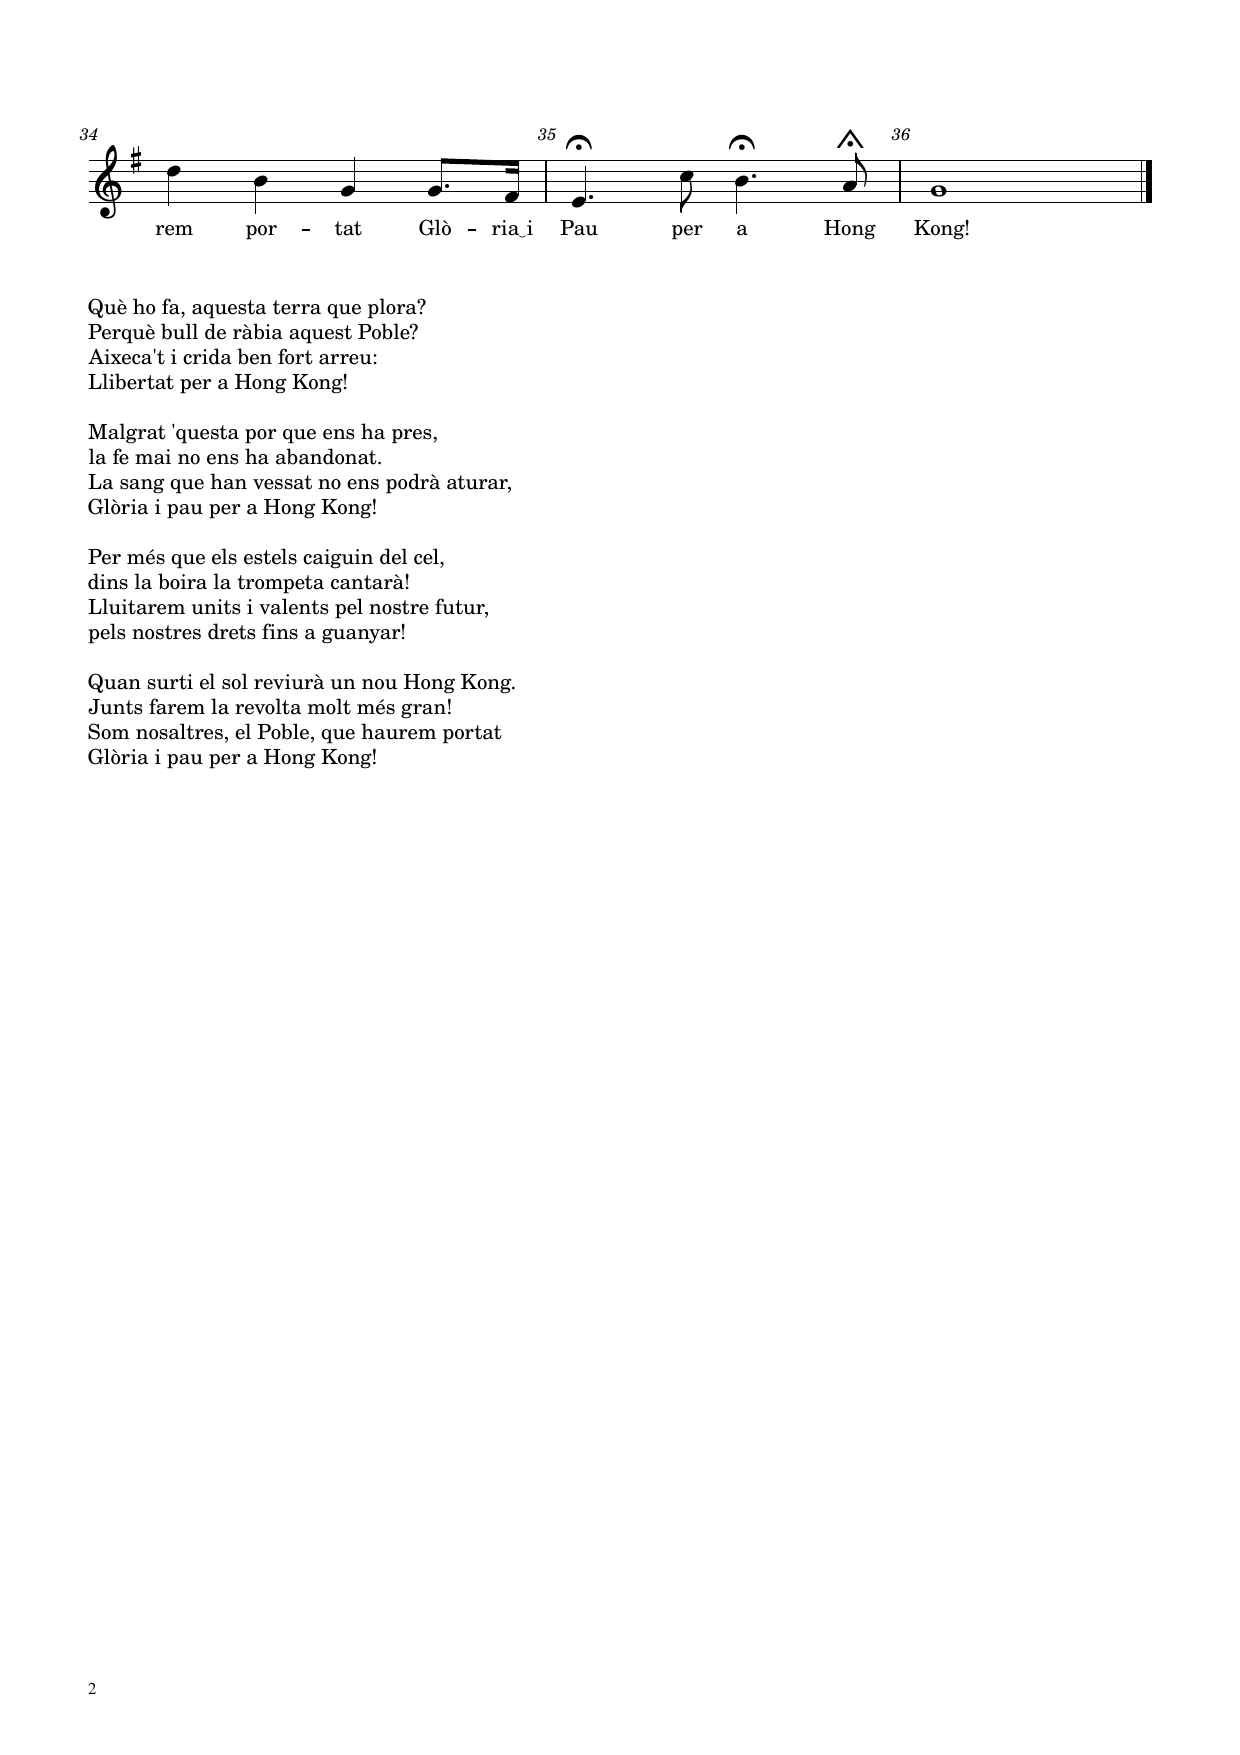 34 35 36
rem por – tat Glò – ria‿i Pau per a Hong Kong!
Què ho fa, aquesta terra que plora?
Perquè bull de ràbia aquest Poble?
Aixeca't i crida ben fort arreu:
Llibertat per a Hong Kong!
Malgrat 'questa por que ens ha pres,
la fe mai no ens ha abandonat.
La sang que han vessat no ens podrà aturar,
Glòria i pau per a Hong Kong!
Per més que els estels caiguin del cel,
dins la boira la trompeta cantarà!
Lluitarem units i valents pel nostre futur,
pels nostres drets fins a guanyar!
Quan surti el sol reviurà un nou Hong Kong.
Junts farem la revolta molt més gran!
Som nosaltres, el Poble, que haurem portat
Glòria i pau per a Hong Kong!
2